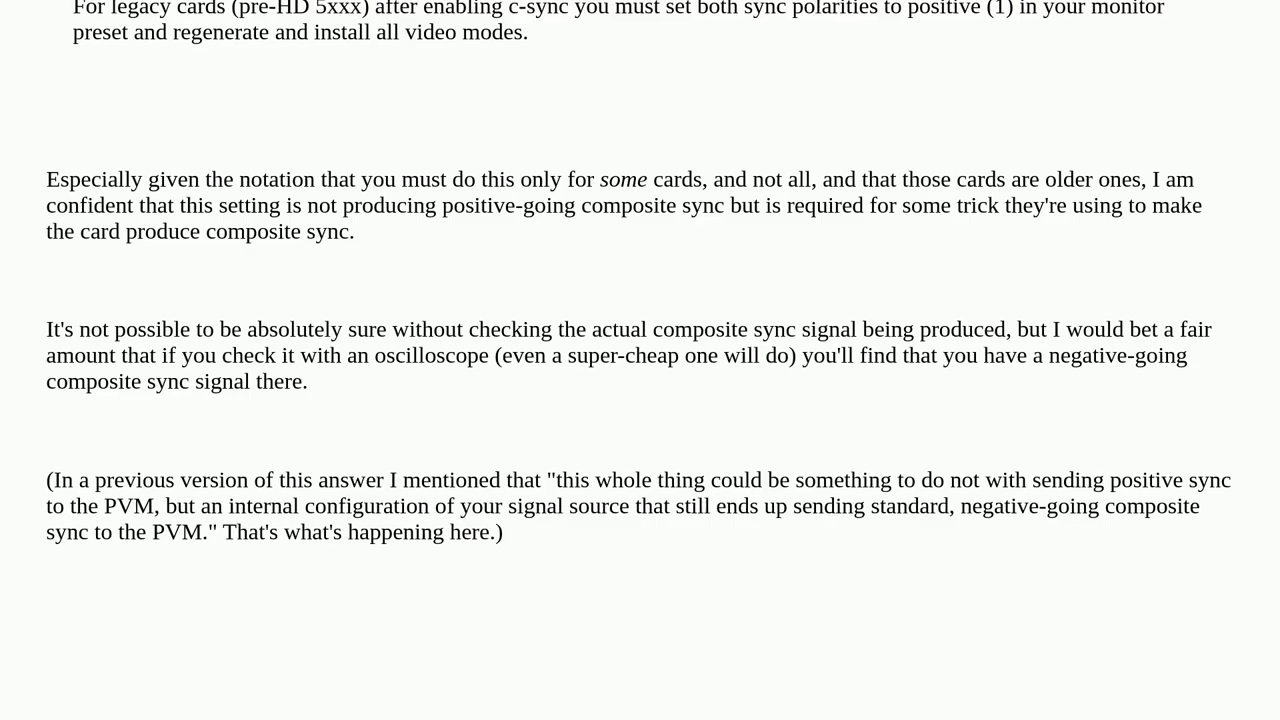 For legacy cards (pre-HD 5xxx) after enabling c-sync you must set both sync polarities to positive (1) in your monitor
preset and regenerate and install all video modes.
Especially given the notation that you must do this only for some cards, and not all, and that those cards are older ones, I am
confident that this setting is not producing positive-going composite sync but is required for some trick they're using to make
the card produce composite sync.
It's not possible to be absolutely sure without checking the actual composite sync signal being produced, but I would bet a fair
amount that if you check it with an oscilloscope (even a super-cheap one will do) you'll find that you have a negative-going
composite sync signal there.
(In a previous version of this answer I mentioned that "this whole thing could be something to do not with sending positive sync
to the PVM, but an internal configuration of your signal source that still ends up sending standard, negative-going composite
sync to the PVM." That's what's happening here.)